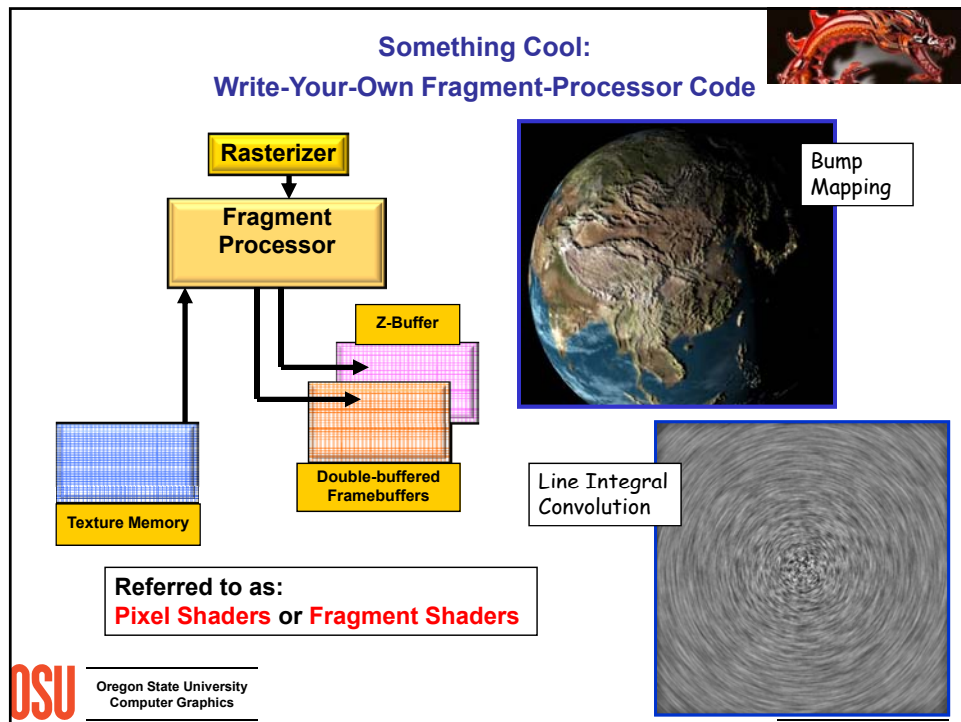 Something Cool:
Write-Your-Own Fragment-Processor Code
Rasterizer
Fragment
Processor
Z-Buffer
Double-buffered
Framebuffers
Texture Memory
Bump
Mapping
Line Integral
Convolution
Referred to as:
Pixel Shaders or Fragment Shaders
OSU
Oregon State University
Computer Graphics